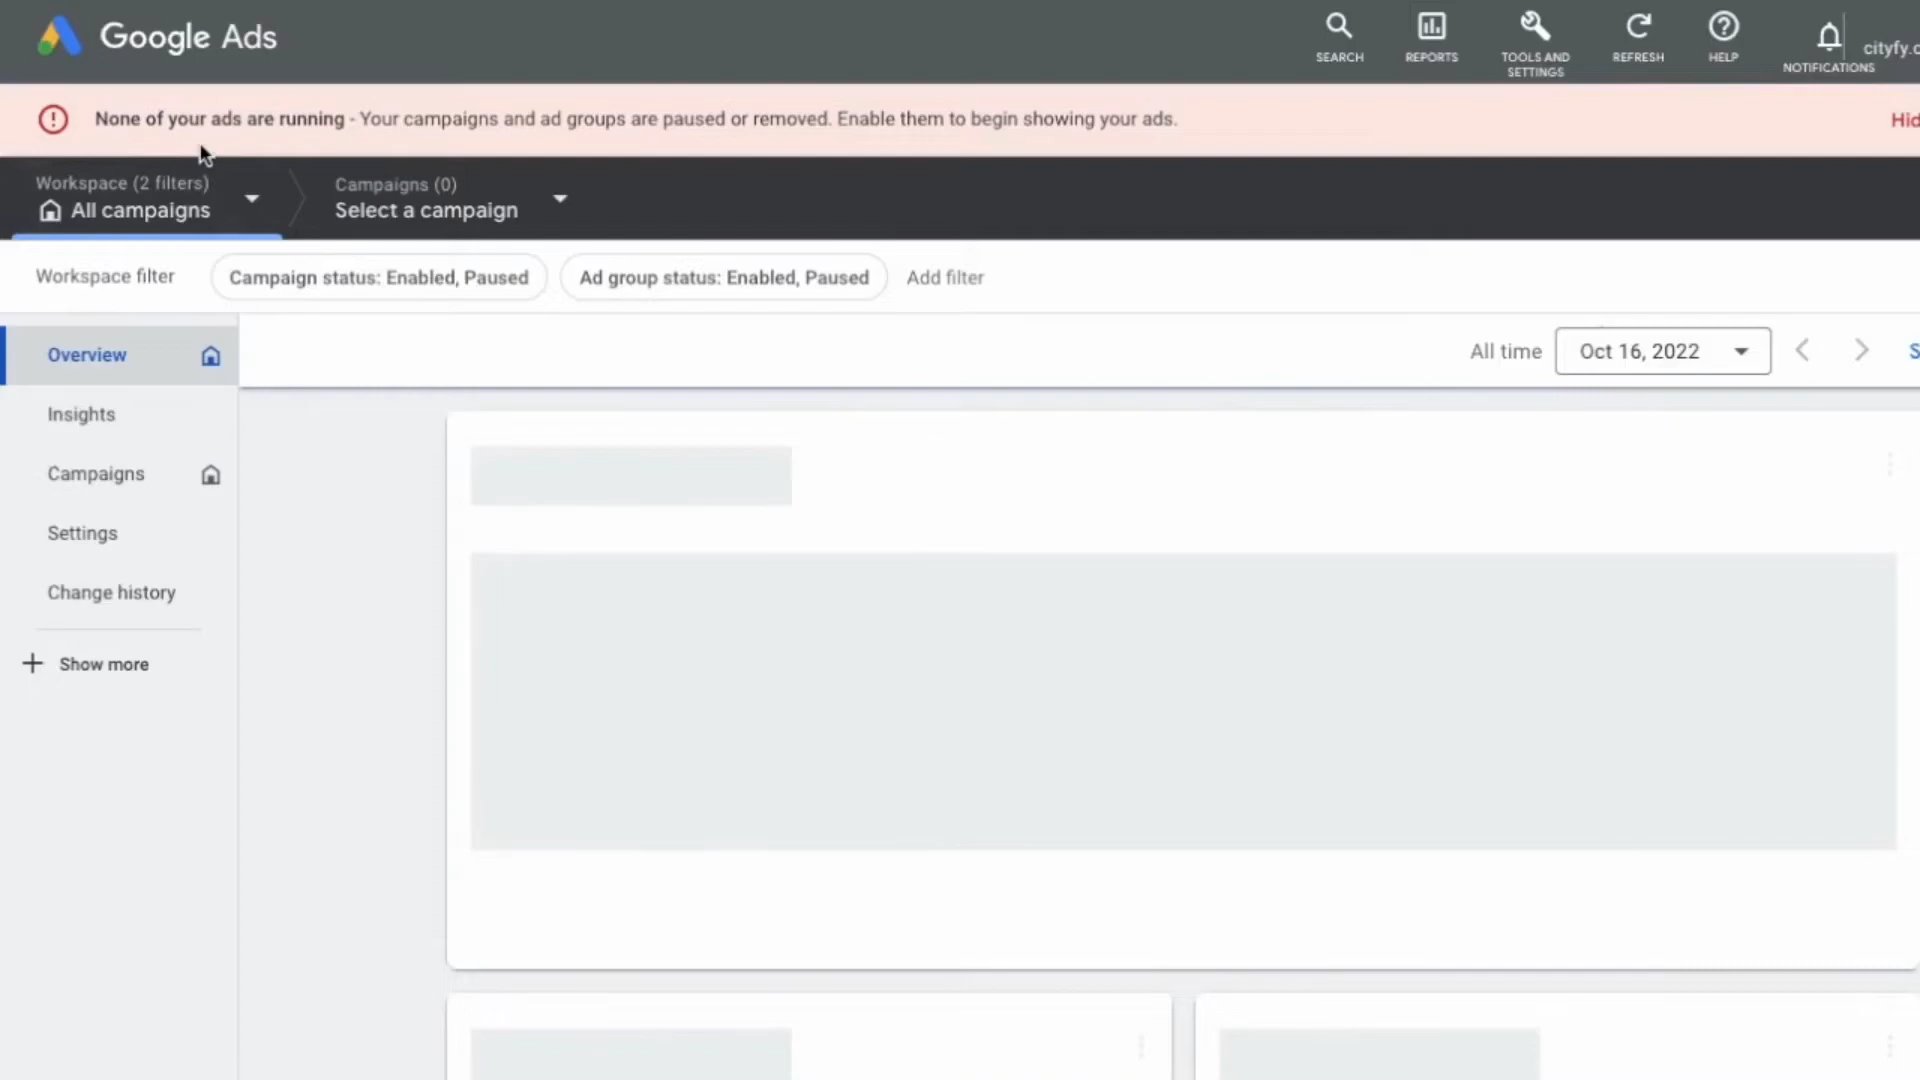 Google Ads
SEARCH
REPORTS
TOOLS AND
SETTINGS
REFRESH
HELP
NOTIFICATIONS
cityfy.c
None of your ads are running - Your campaigns and ad groups are paused or removed. Enable them to begin showing your ads.
Hid
Workspace (2 filters)
All campaigns
Campaigns (0)
Select a campaign
Workspace filter
Campaign status: Enabled, Paused
Ad group status: Enabled, Paused
Add filter
All time
Oct 16, 2022
S
Overview
Insights
Campaigns
Settings
Change history
Show more